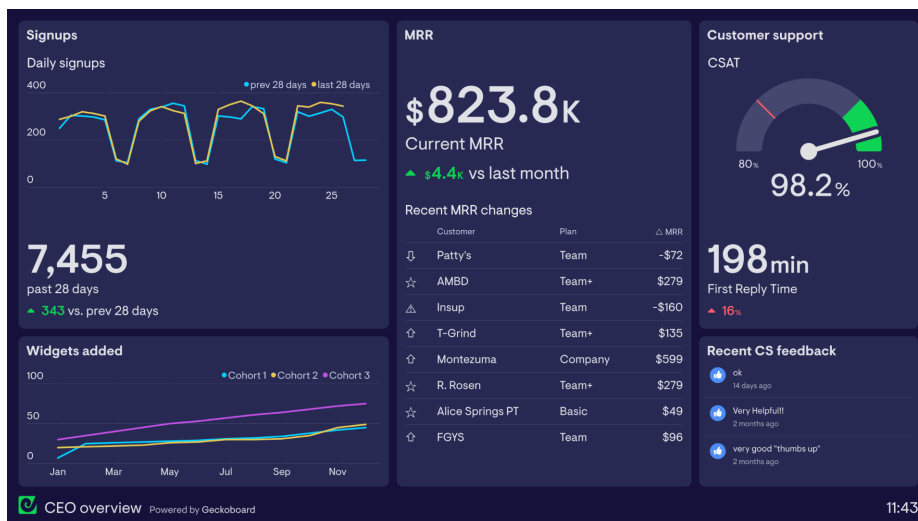 Signups
Daily signups
400
prev 28 days last 28 days
200
0
5 10 15 20 25
7,455
past 28 days
343 vs. prev 28 days
Widgets added
100
Cohort 1 Cohort 2 Cohort 3
50
0
Jan Mar May Jul Sep Nov
MRR
$823.8K
Current MRR
$4.4K vs last month
Recent MRR changes
Customer Plan △ MRR
Patty's Team -$72
AMBD Team+ $279
Insup Team -$160
T-Grind Team+ $135
Montezuma Company $599
R. Rosen Team+ $279
Alice Springs PT Basic $49
FGYS Team $96
Customer support
CSAT
80% 100%
98.2%
198min
First Reply Time
16%
Recent CS feedback
ok
14 days ago
Very Helpful!!!
2 months ago
very good "thumbs up"
2 months ago
CEO overview Powered by Geckoboard
11:43